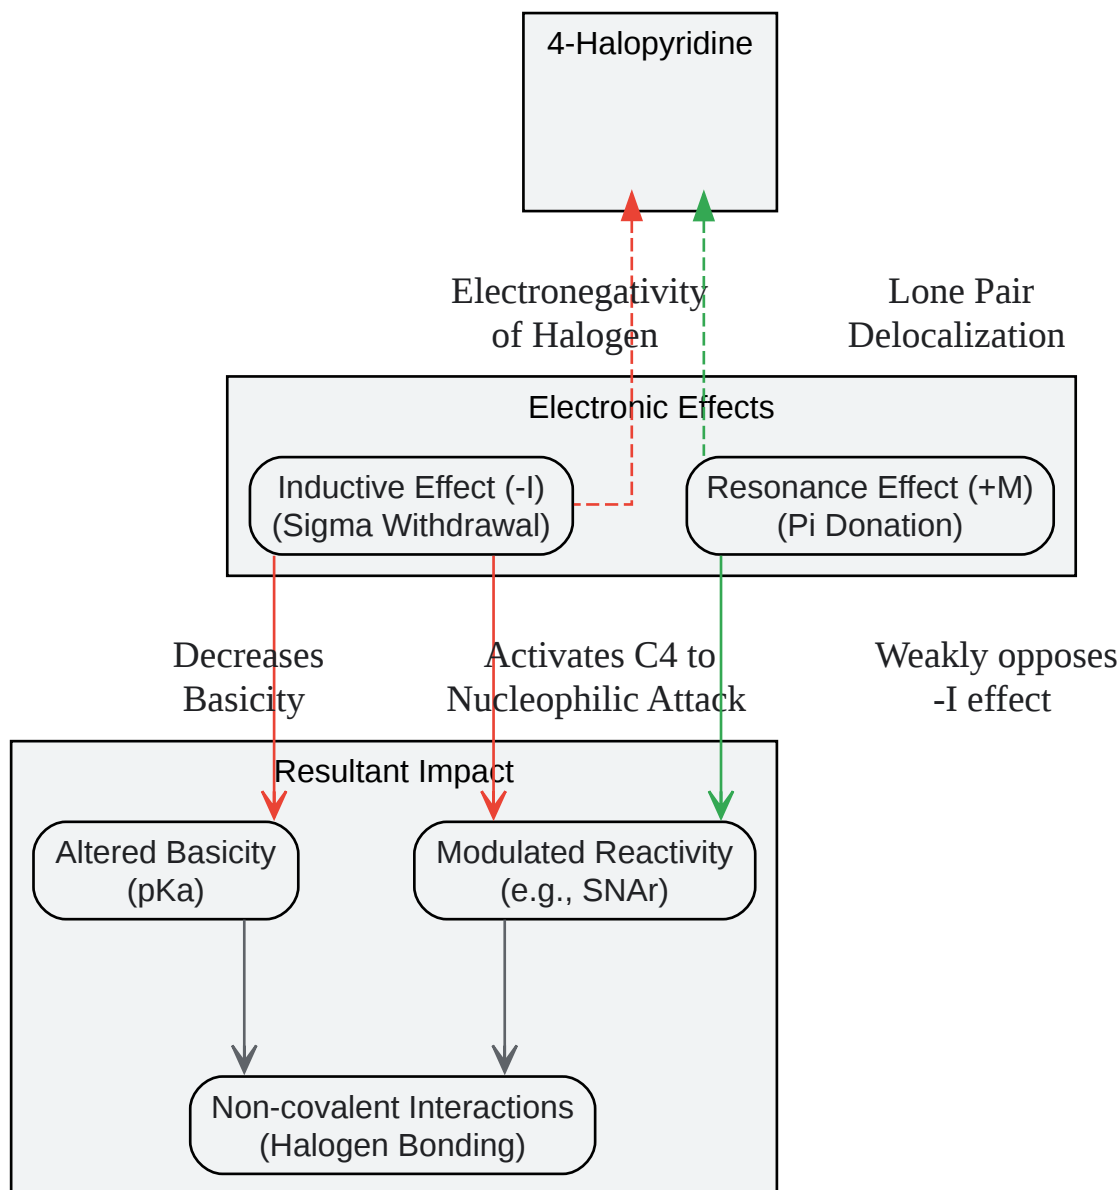 4-Halopyridine
Electronegativity
of Halogen
Lone Pair
Delocalization
Electronic Effects
Inductive Effect (-I)
(Sigma Withdrawal)
Resonance Effect (+M)
(Pi Donation)
Decreases
Basicity
Activates C4 to
Nucleophilic Attack
Weakly opposes
-I effect
Resultant Impact
Altered Basicity
(pKa)
Modulated Reactivity
(e.g., SNAr)
Non-covalent Interactions
(Halogen Bonding)